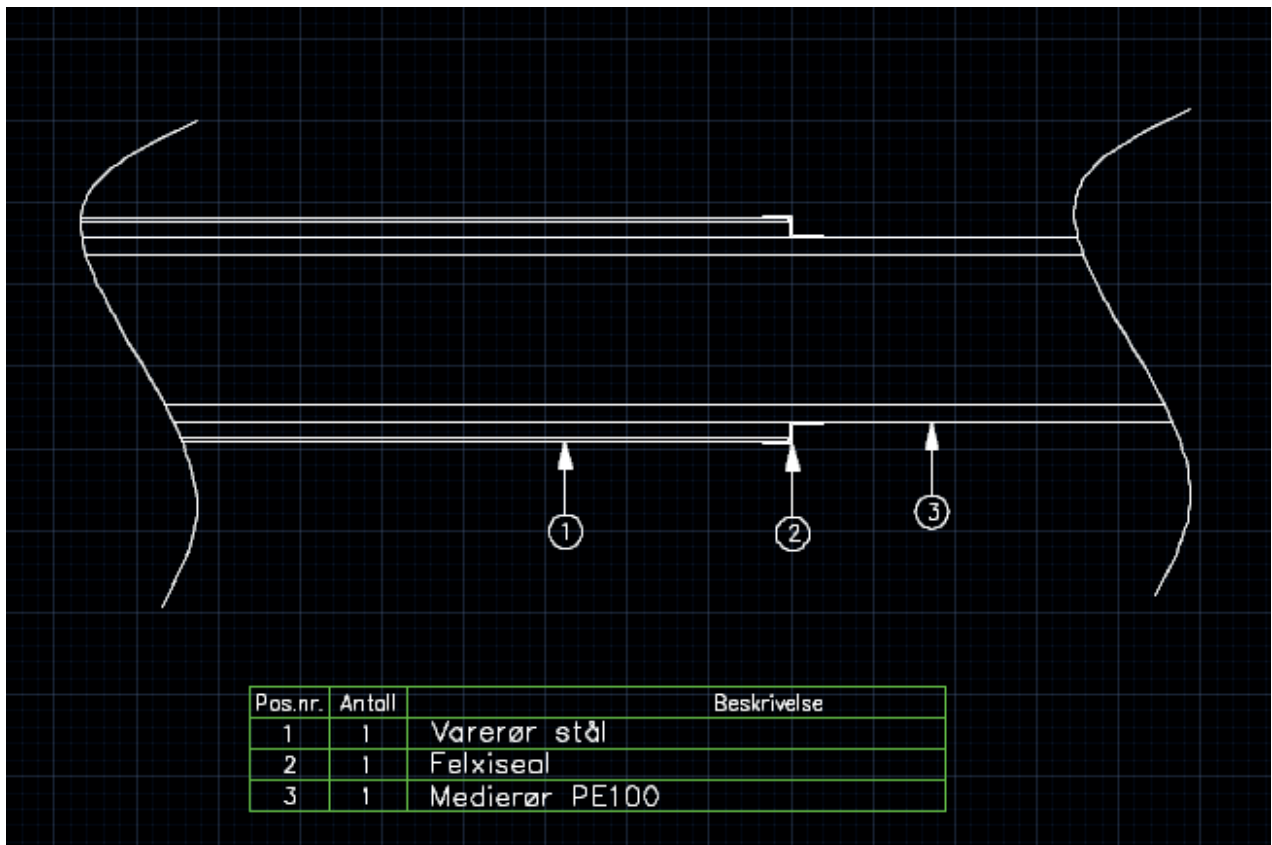 1
2
3
Pos.nr. Antall Beskrivelse
1 1 Varerør stål
2 1 Felxiseal
3 1 Medierør PE100